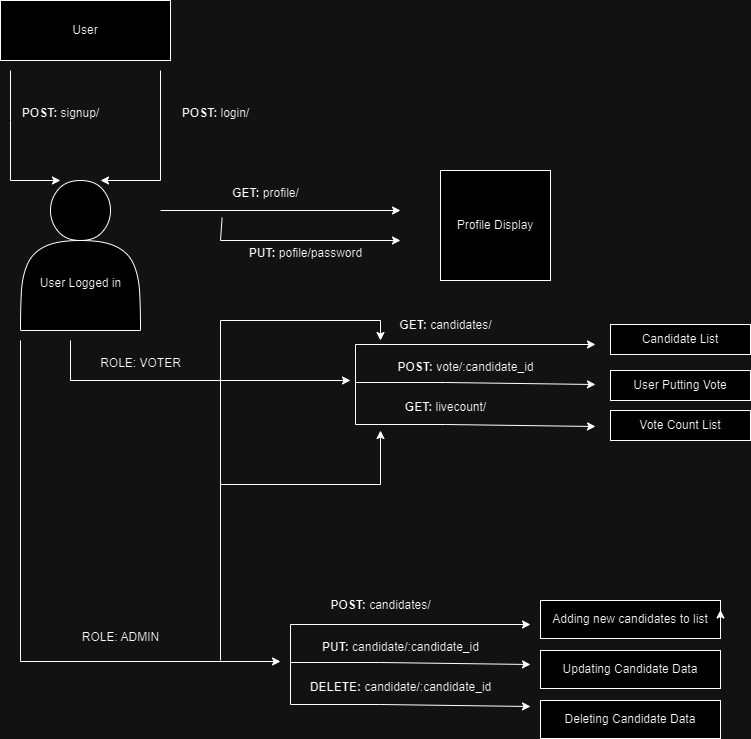 User
POST: signup/
POST: login/
GET: profile/
Profile Display
PUT: pofile/password
User Logged in
GET: candidates/
Candidate List
ROLE: VOTER
POST: vote/:candidate_id
User Putting Vote
GET: livecount/
Vote Count List
POST: candidates/
Adding new candidates to list
ROLE: ADMIN
PUT: candidate/:candidate_id
Updating Candidate Data
DELETE: candidate/:candidate_id
Deleting Candidate Data